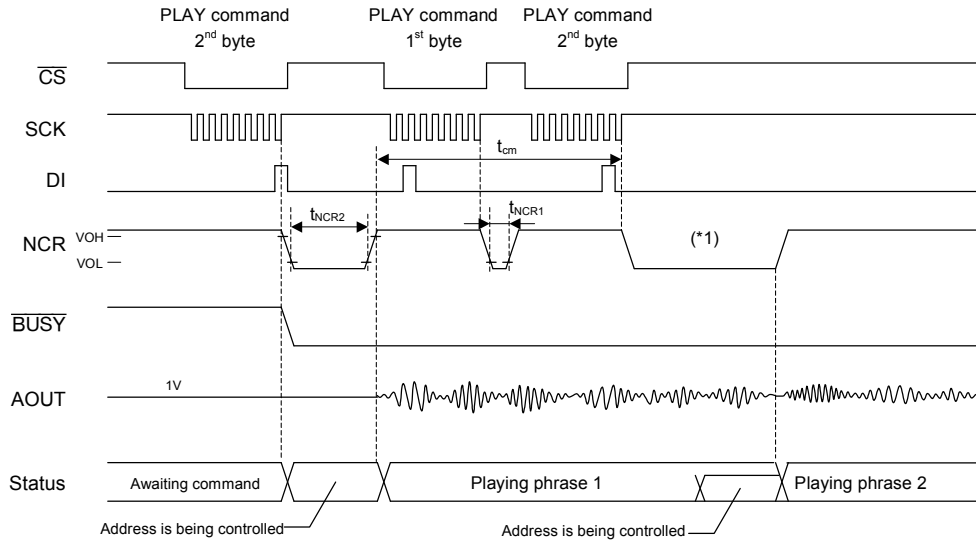 PLAY command
2nd byte
PLAY command
1st byte
PLAY command
2nd byte
CS
SCK
tcm
DI
tNCR2
tNCR1
VOH
NCR
(*1)
VOL
BUSY
1V
AOUT
Status
Awaiting command
Playing phrase 1
Playing phrase 2
Address is being controlled
Address is being controlled